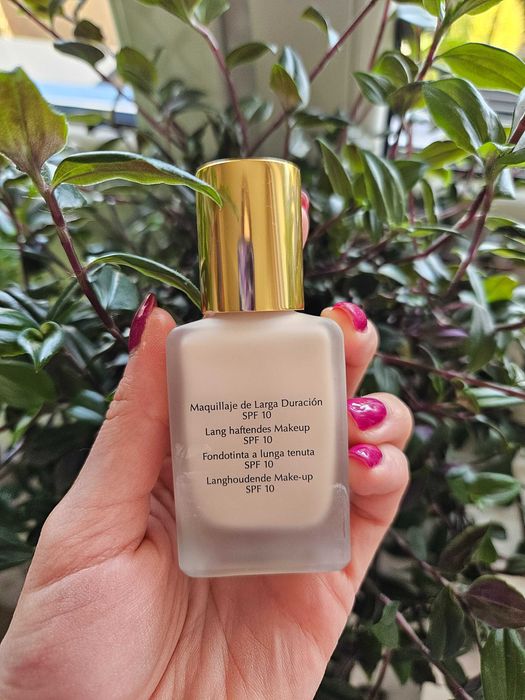 Maquillaje de Larga Duración
SPF 10
Lang haftendes Makeup
SPF 10
Fondotinta a lunga tenuta
SPF 10
Langhoudende Make-up
SPF 10